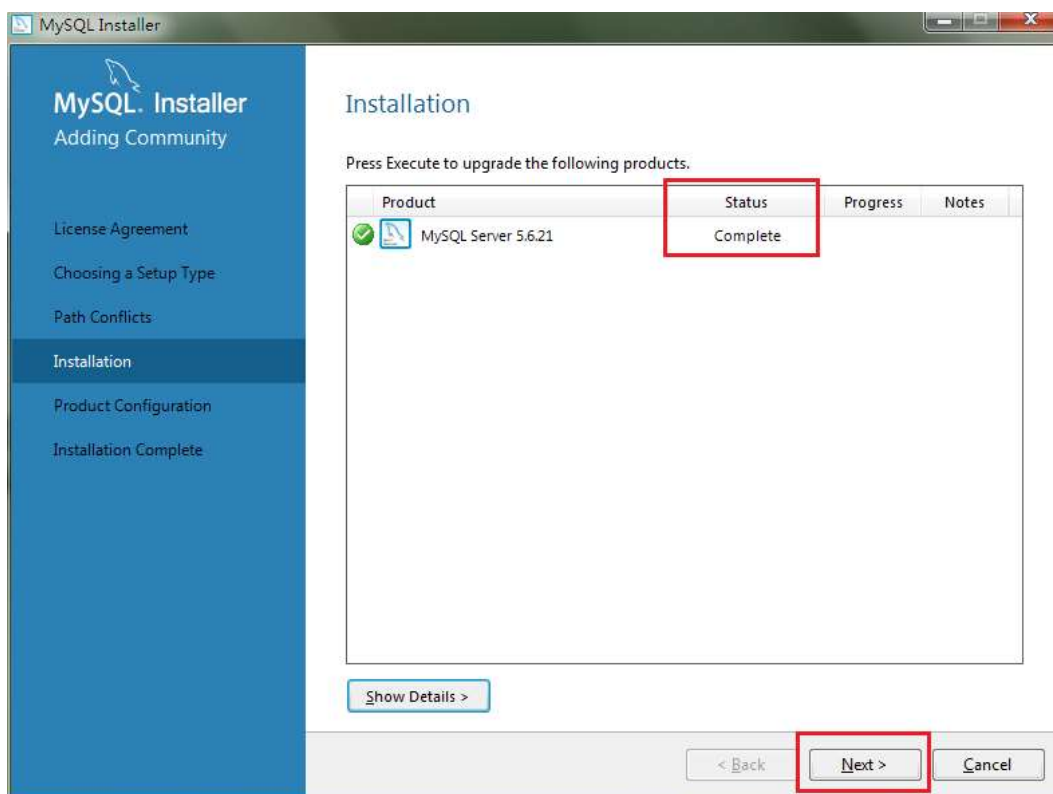 MySQL Installer
MySQL. Installer
Adding Community
License Agreement
Choosing a Setup Type
Path Conflicts
Installation
Product Configuration
Installation Complete
Installation
Press Execute to upgrade the following products.
Product Status Progress Notes
MySQL Server 5.6.21 Complete
Show Details >
< Back Next > Cancel